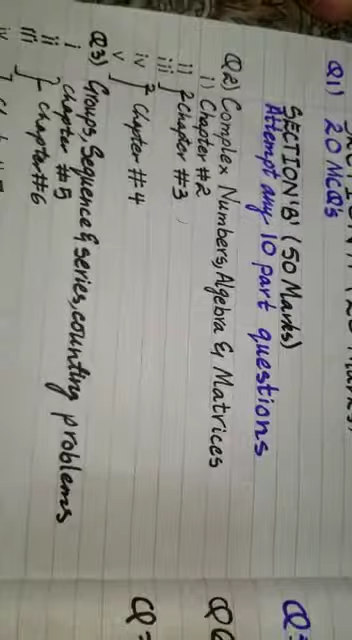 Q1) 20 MCQ's
SECTION 'B' (50 Marks)
Attempt any 10 part questions
Q2) Complex Numbers, Algebra & Matrices
i) Chapter #2
ii
iii } Chapter #3
iv
v } Chapter #4
Q3) Groups, Sequence & series, counting problems
i Chapter #5
ii
iii } Chapter #6
iv